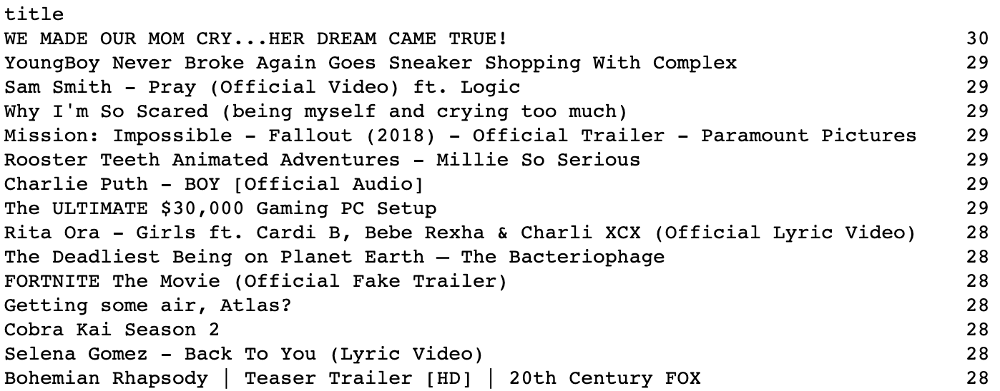 title
WE MADE OUR MOM CRY...HER DREAM CAME TRUE! 30
YoungBoy Never Broke Again Goes Sneaker Shopping With Complex 29
Sam Smith - Pray (Official Video) ft. Logic 29
Why I'm So Scared (being myself and crying too much) 29
Mission: Impossible - Fallout (2018) - Official Trailer - Paramount Pictures 29
Rooster Teeth Animated Adventures - Millie So Serious 29
Charlie Puth - BOY [Official Audio] 29
The ULTIMATE $30,000 Gaming PC Setup 29
Rita Ora - Girls ft. Cardi B, Bebe Rexha & Charli XCX (Official Lyric Video) 28
The Deadliest Being on Planet Earth – The Bacteriophage 28
FORTNITE The Movie (Official Fake Trailer) 28
Getting some air, Atlas? 28
Cobra Kai Season 2 28
Selena Gomez - Back To You (Lyric Video) 28
Bohemian Rhapsody | Teaser Trailer [HD] | 20th Century FOX 28